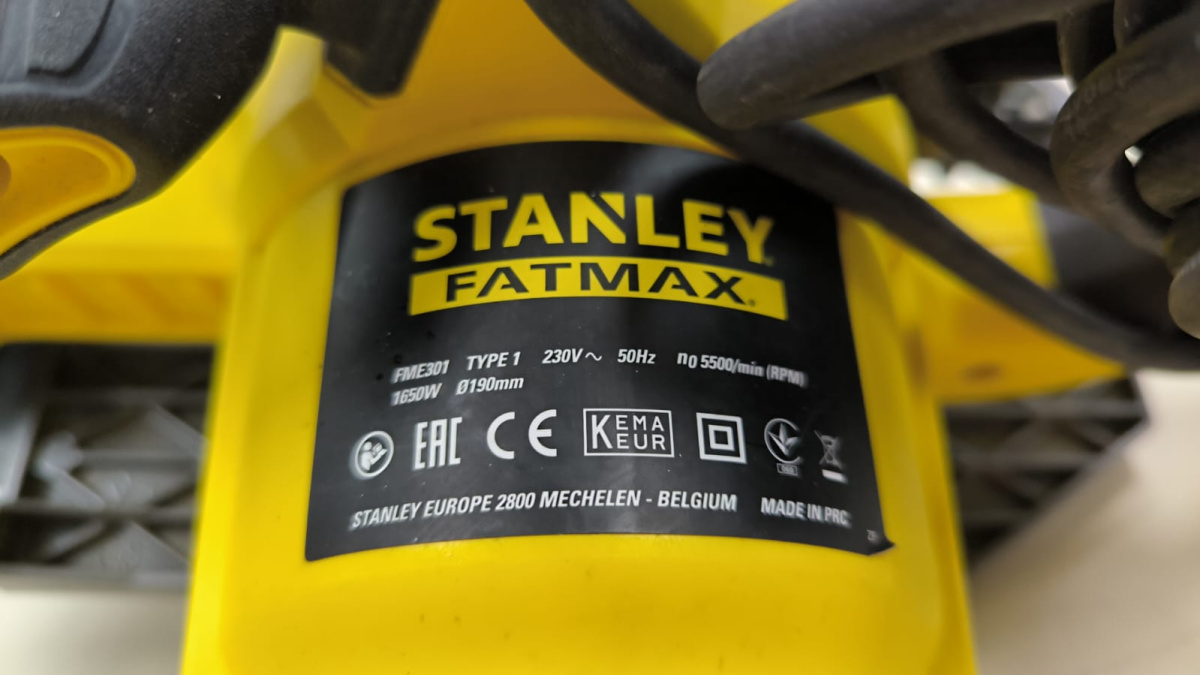 STANLEY
FATMAX
FME301 TYPE 1 230V~ 50Hz n0 5500/min (RPM)
1650W Ø190mm
EAC CE KEMA KEUR
STANLEY EUROPE 2800 MECHELEN - BELGIUM MADE IN PRC